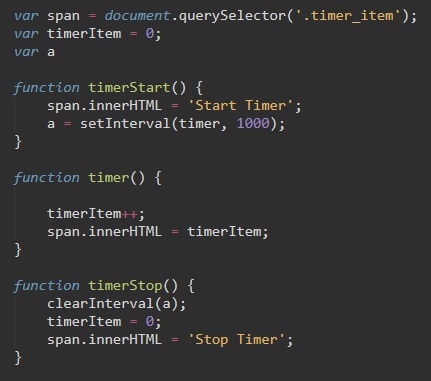 var span = document.querySelector('.timer_item');
var timerItem = 0;
var a
function timerStart() {
span.innerHTML = 'Start Timer';
a = setInterval(timer, 1000);
}
function timer() {
timerItem++;
span.innerHTML = timerItem;
}
function timerStop() {
clearInterval(a);
timerItem = 0;
span.innerHTML = 'Stop Timer';
}